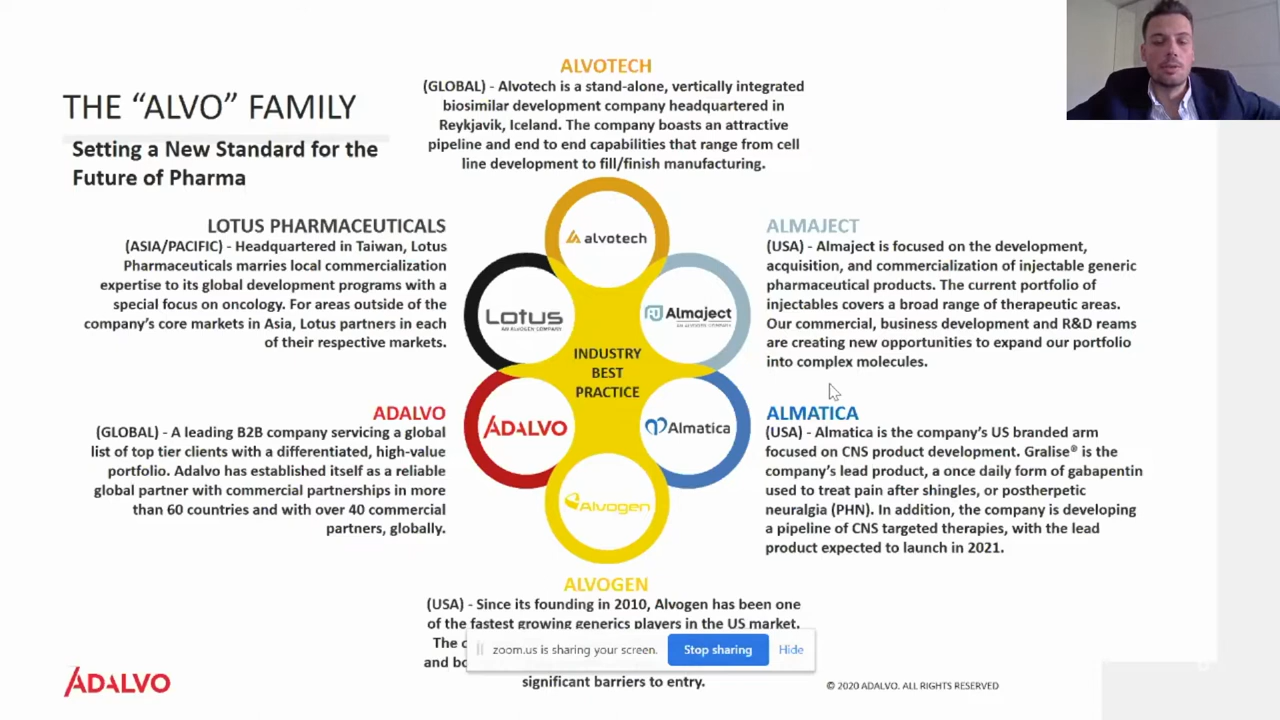 THE “ALVO” FAMILY
Setting a New Standard for the
Future of Pharma
ALVOTECH
(GLOBAL) - Alvotech is a stand-alone, vertically integrated
biosimilar development company headquartered in
Reykjavik, Iceland. The company boasts an attractive
pipeline and end to end capabilities that range from cell
line development to fill/finish manufacturing.
LOTUS PHARMACEUTICALS
(ASIA/PACIFIC) - Headquartered in Taiwan, Lotus
Pharmaceuticals marries local commercialization
expertise to its global development programs with a
special focus on oncology. For areas outside of the
company’s core markets in Asia, Lotus partners in each
of their respective markets.
ALMAJECT
(USA) - Almaject is focused on the development,
acquisition, and commercialization of injectable generic
pharmaceutical products. The current portfolio of
injectables covers a broad range of therapeutic areas.
Our commercial, business development and R&D reams
are creating new opportunities to expand our portfolio
into complex molecules.
alvotech
Lotus
AN ALVOGEN COMPANY
Almaject
AN ALVOGEN COMPANY
INDUSTRY
BEST
PRACTICE
ADALVO
Almatica
Alvogen
ADALVO
(GLOBAL) - A leading B2B company servicing a global
list of top tier clients with a differentiated, high-value
portfolio. Adalvo has established itself as a reliable
global partner with commercial partnerships in more
than 60 countries and with over 40 commercial
partners, globally.
ALMATICA
(USA) - Almatica is the company’s US branded arm
focused on CNS product development. Gralise® is the
company’s lead product, a once daily form of gabapentin
used to treat pain after shingles, or postherpetic
neuralgia (PHN). In addition, the company is developing
a pipeline of CNS targeted therapies, with the lead
product expected to launch in 2021.
ALVOGEN
(USA) - Since its founding in 2010, Alvogen has been one
of the fastest growing generics players in the US market.
The
and
significant barriers to entry.
zoom.us is sharing your screen.
Stop sharing
Hide
ADALVO
© 2020 ADALVO. ALL RIGHTS RESERVED